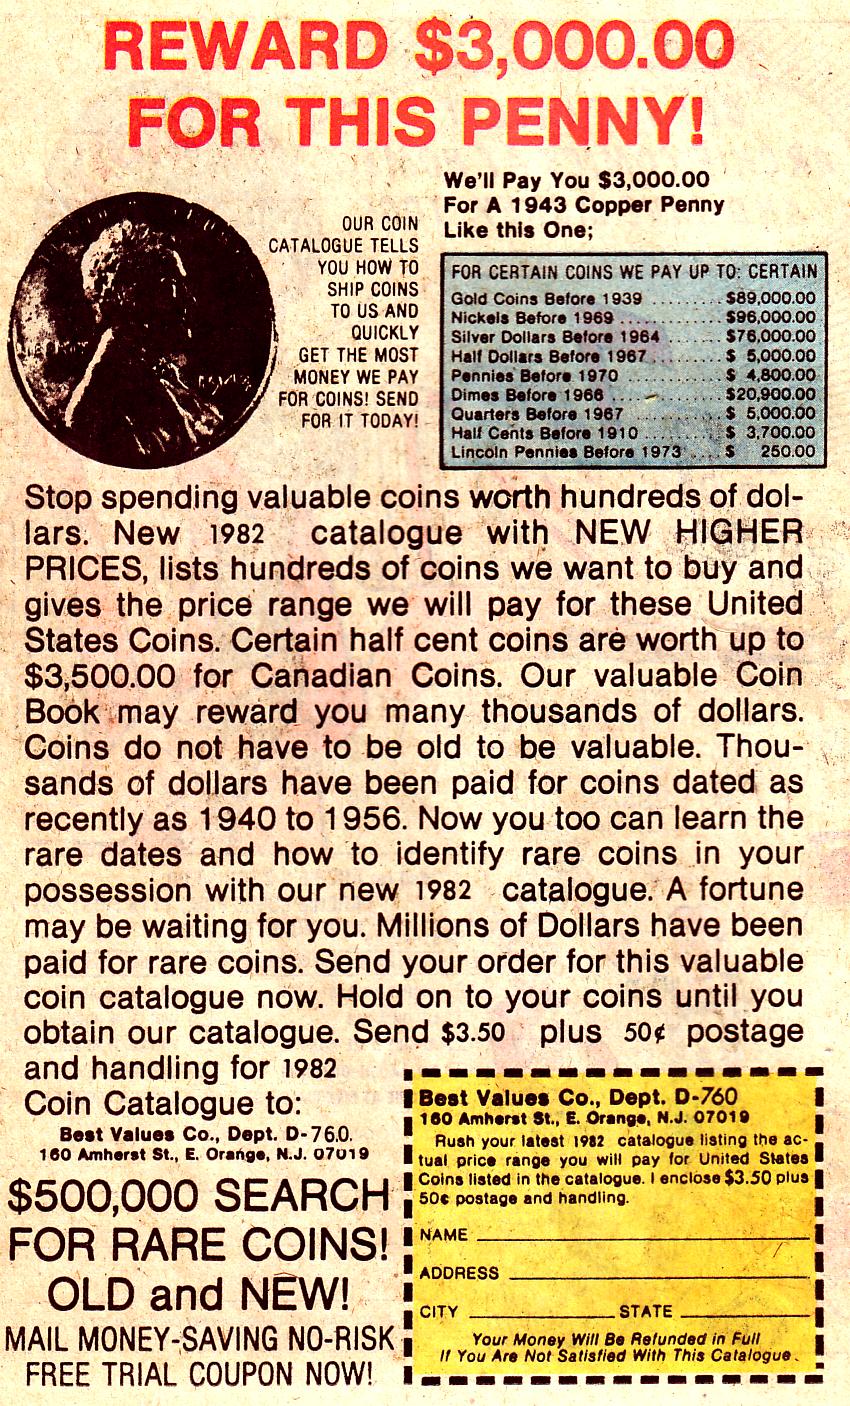 REWARD $3,000.00
FOR THIS PENNY!
OUR COIN
CATALOGUE TELLS
YOU HOW TO
SHIP COINS
TO US AND
QUICKLY
GET THE MOST
MONEY WE PAY
FOR COINS! SEND
FOR IT TODAY!
We'll Pay You $3,000.00
For A 1943 Copper Penny
Like this One;
FOR CERTAIN COINS WE PAY UP TO: CERTAIN
Gold Coins Before 1939 ......... $89,000.00
Nickels Before 1969 ............. $96,000.00
Silver Dollars Before 1964 ....... $76,000.00
Half Dollars Before 1967 ........ $ 5,000.00
Pennies Before 1970 ............ $ 4,800.00
Dimes Before 1966 ............. $20,900.00
Quarters Before 1967 ........... $ 5,000.00
Half Cents Before 1910 ......... $ 3,700.00
Lincoln Pennies Before 1973 .... $ 250.00
Stop spending valuable coins worth hundreds of dol-
lars. New 1982 catalogue with NEW HIGHER
PRICES, lists hundreds of coins we want to buy and
gives the price range we will pay for these United
States Coins. Certain half cent coins are worth up to
$3,500.00 for Canadian Coins. Our valuable Coin
Book may reward you many thousands of dollars.
Coins do not have to be old to be valuable. Thou-
sands of dollars have been paid for coins dated as
recently as 1940 to 1956. Now you too can learn the
rare dates and how to identify rare coins in your
possession with our new 1982 catalogue. A fortune
may be waiting for you. Millions of Dollars have been
paid for rare coins. Send your order for this valuable
coin catalogue now. Hold on to your coins until you
obtain our catalogue. Send $3.50 plus 50¢ postage
and handling for 1982
Coin Catalogue to:
Best Values Co., Dept. D-760.
160 Amherst St., E. Orange, N.J. 07019
$500,000 SEARCH
FOR RARE COINS!
OLD and NEW!
MAIL MONEY-SAVING NO-RISK
FREE TRIAL COUPON NOW!
Best Values Co., Dept. D-760
160 Amherst St., E. Orange, N.J. 07019
Rush your latest 1982 catalogue listing the ac-
tual price range you will pay for United States
Coins listed in the catalogue. I enclose $3.50 plus
50¢ postage and handling.
NAME
ADDRESS
CITY STATE
Your Money Will Be Refunded in Full
If You Are Not Satisfied With This Catalogue.